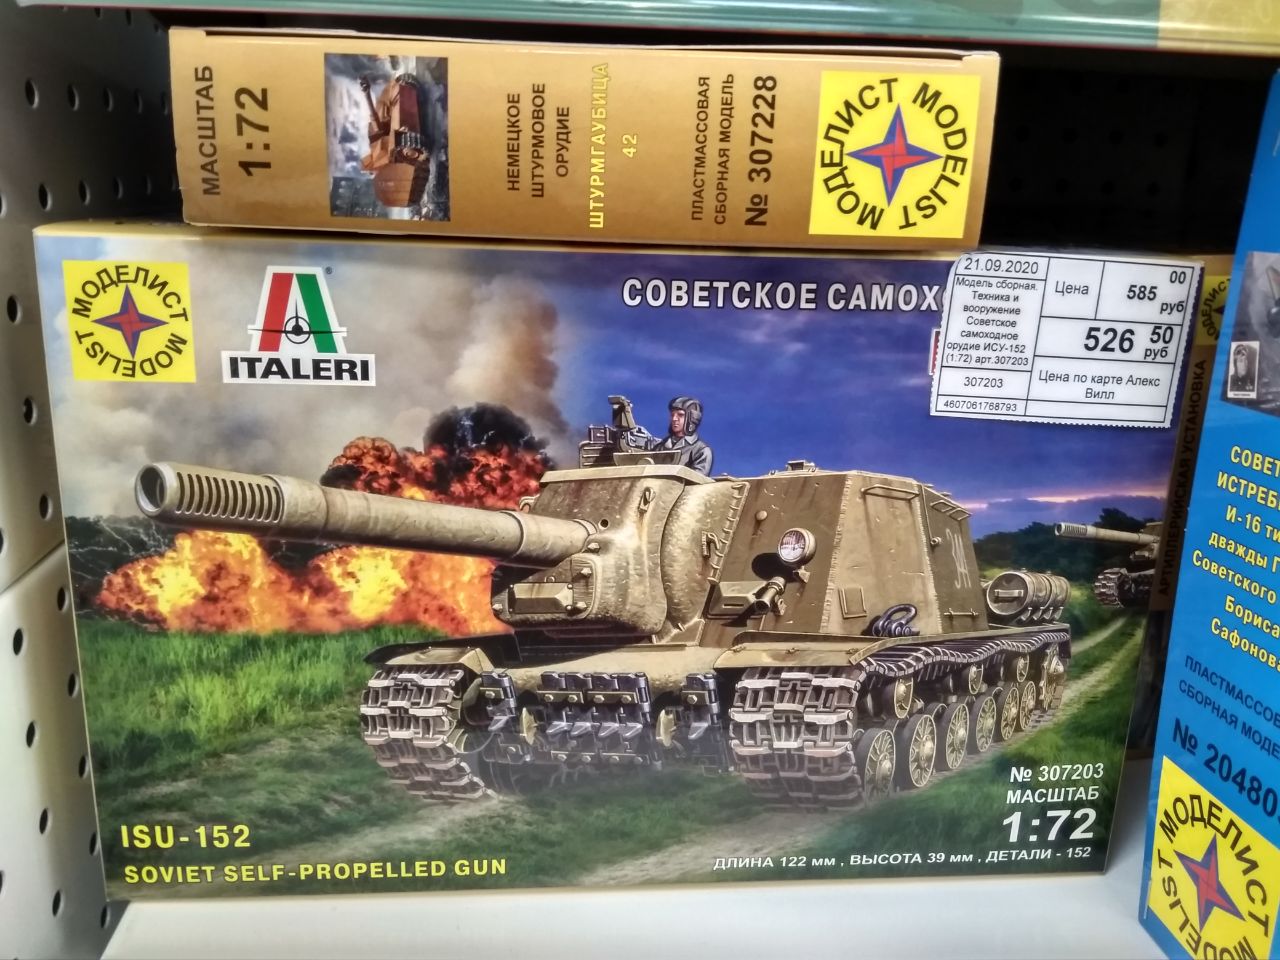 МАСШТАБ
1:72
НЕМЕЦКОЕ
ШТУРМОВОЕ
ОРУДИЕ
ШТУРМГАУБИЦА
42
ПЛАСТМАССОВАЯ
СБОРНАЯ МОДЕЛЬ
№ 307228
МОДЕЛИСТ MODELIST
МОДЕЛИСТ MODELIST
ITALERI
®
СОВЕТСКОЕ САМОХ
21.09.2020
Модель сборная.
Техника и
вооружение
Советское
самоходное
орудие ИСУ-152
(1:72) арт.307203
307203
4607061768793
Цена
585 00
руб
526 50
руб
Цена по карте Алекс
Вилл
314
ISU-152
SOVIET SELF-PROPELLED GUN
№ 307203
МАСШТАБ
1:72
ДЛИНА 122 мм , ВЫСОТА 39 мм , ДЕТАЛИ - 152
АРТИЛЛЕРИЙСКАЯ УСТАНОВКА
СОВЕТ
ИСТРЕБ
И-16 ти
дважды Г
Советского
Бориса
Сафонова
ПЛАСТМАССО
СБОРНАЯ МОДЕ
№ 20480
МОДЕЛИСТ MODELIST